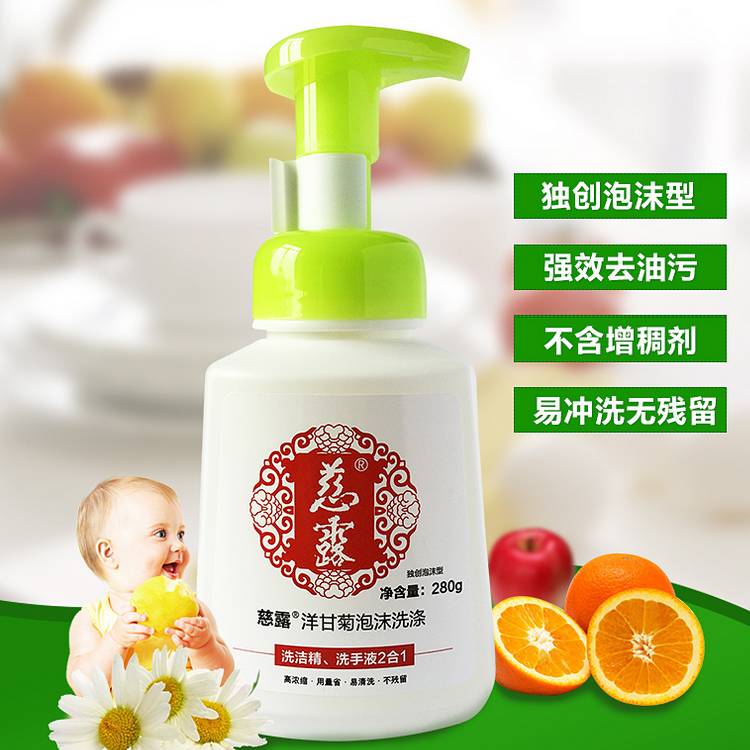 独创泡沫型
强效去油污
不含增稠剂
易冲洗无残留
慈露®
独创泡沫型
净含量：280g
慈露®洋甘菊泡沫洗涤
洗洁精、洗手液2合1
高浓缩·用量省·易清洗·不残留